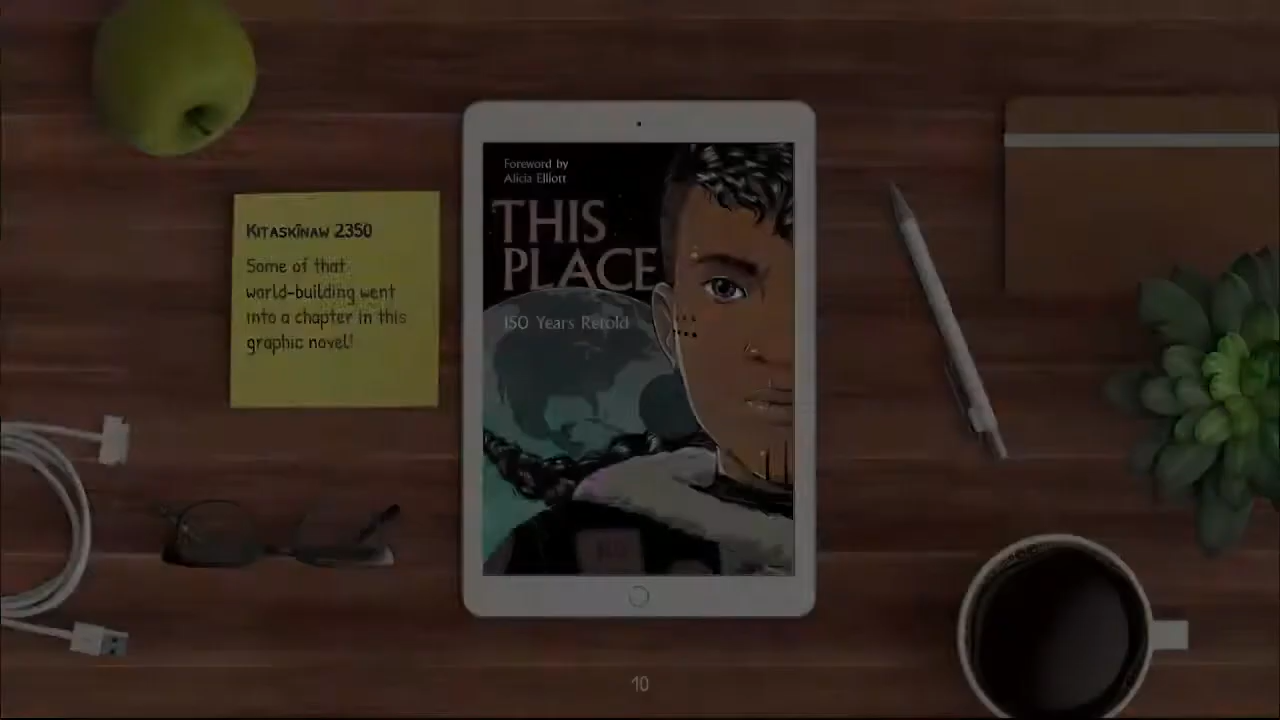 Kitaskînaw 2350
Some of that
world-building went
into a chapter in this
graphic novel!
Foreword by
Alicia Elliott
THIS
PLACE
150 Years Retold
10